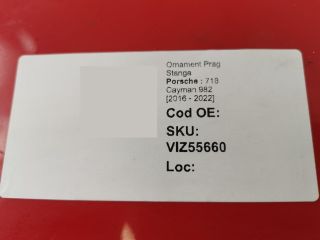 Ornament Prag
Stanga
Porsche : 718
Cayman 982
[2016 - 2022]
Cod OE:
SKU:
VIZ55660
Loc: